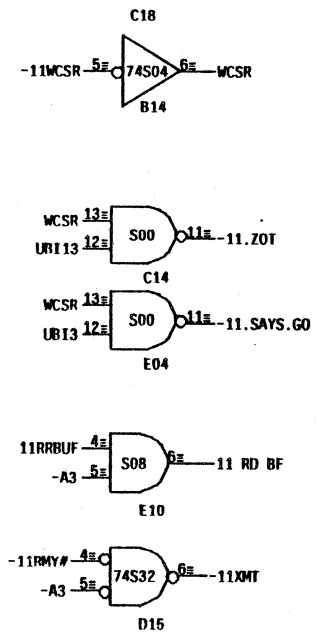 C18
-11WCSR 5≡ 74S04 6≡ WCSR
B14
WCSR 13≡
S00 11≡ -11.ZOT
UBI13 12≡
C14
WCSR 13≡
S00 11≡ -11.SAYS.GO
UBI3 12≡
E04
11RRBUF 4≡
S08 6≡ 11 RD BF
-A3 5≡
E10
-11RMY# 4≡
74S32 6≡ -11XMT
-A3 5≡
D15